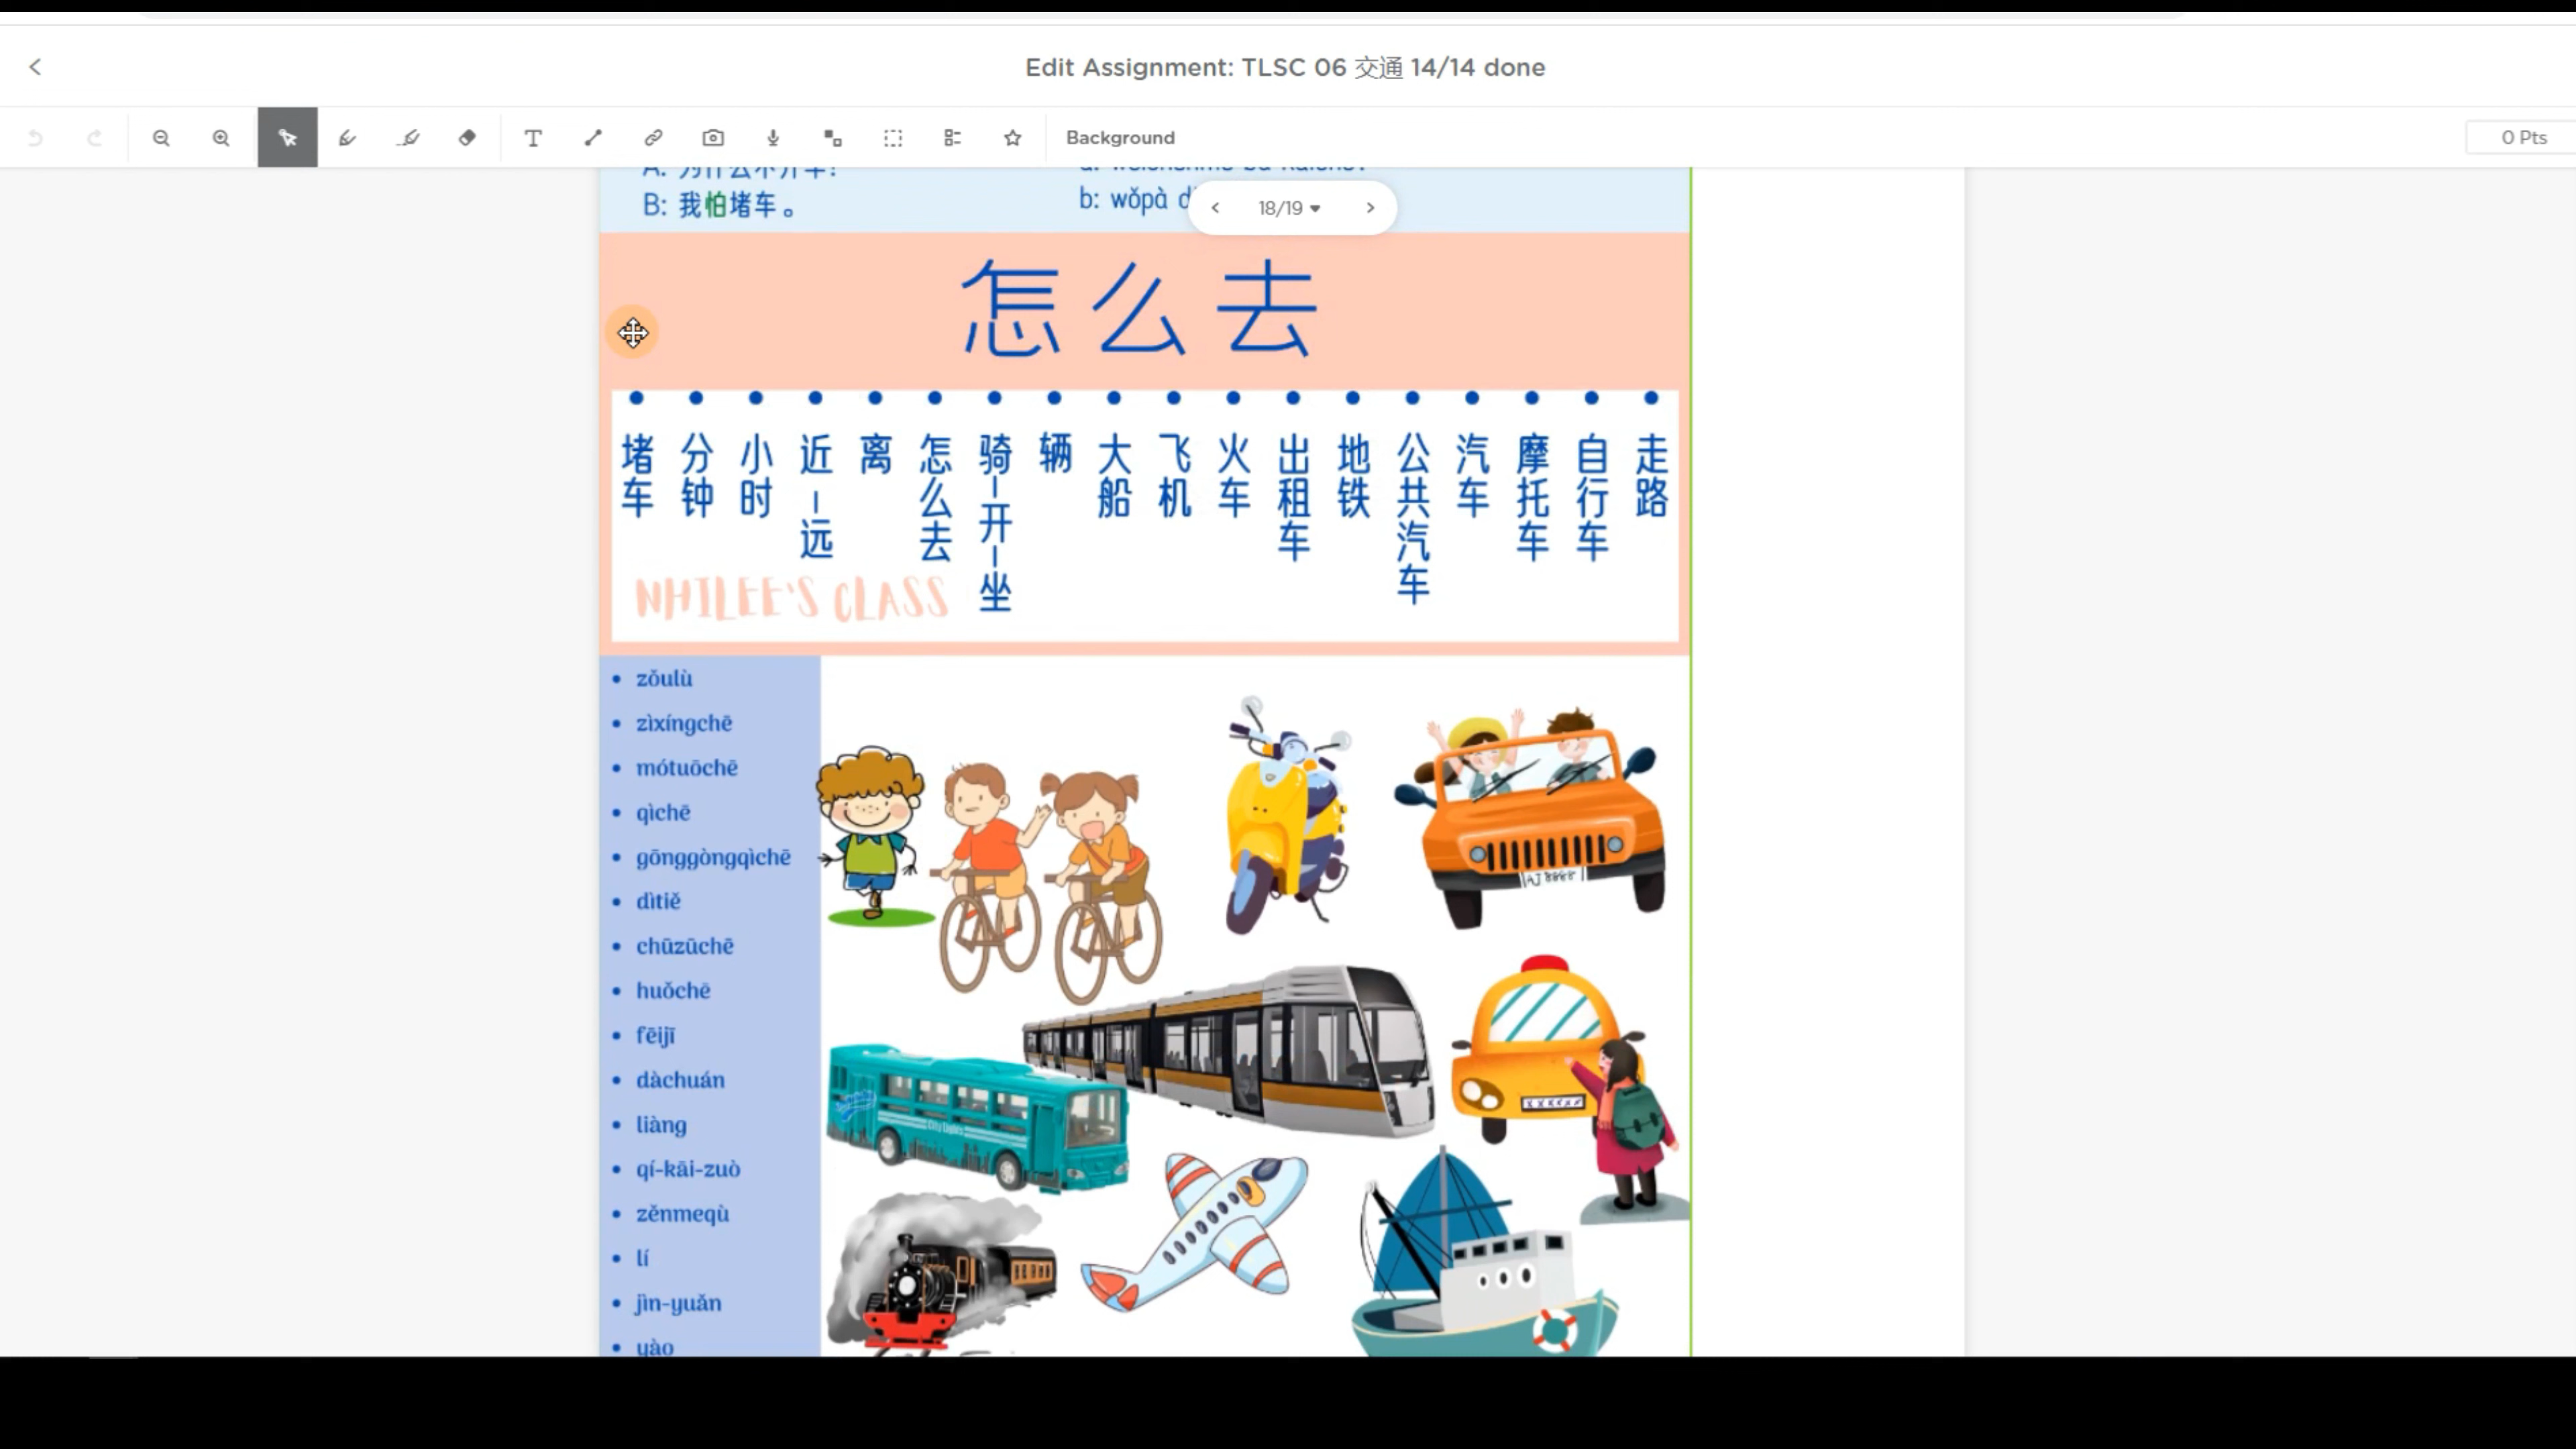 Edit Assignment: TLSC 06 交通 14/14 done
Background
0 Pts
B: 我怕堵车。
b: wǒpà
18/19
怎么去
堵车
分钟
小时
近-远
离
怎么去
骑-开-坐
辆
大船
飞机
火车
出租车
地铁
公共汽车
汽车
摩托车
自行车
走路
NHILEE'S CLASS
zǒulù
zìxíngchē
mótuōchē
qìchē
gōnggòngqìchē
dìtiě
chūzūchē
huǒchē
fēijī
dàchuán
liàng
qí-kāi-zuò
zěnmeqù
lí
jìn-yuǎn
yào